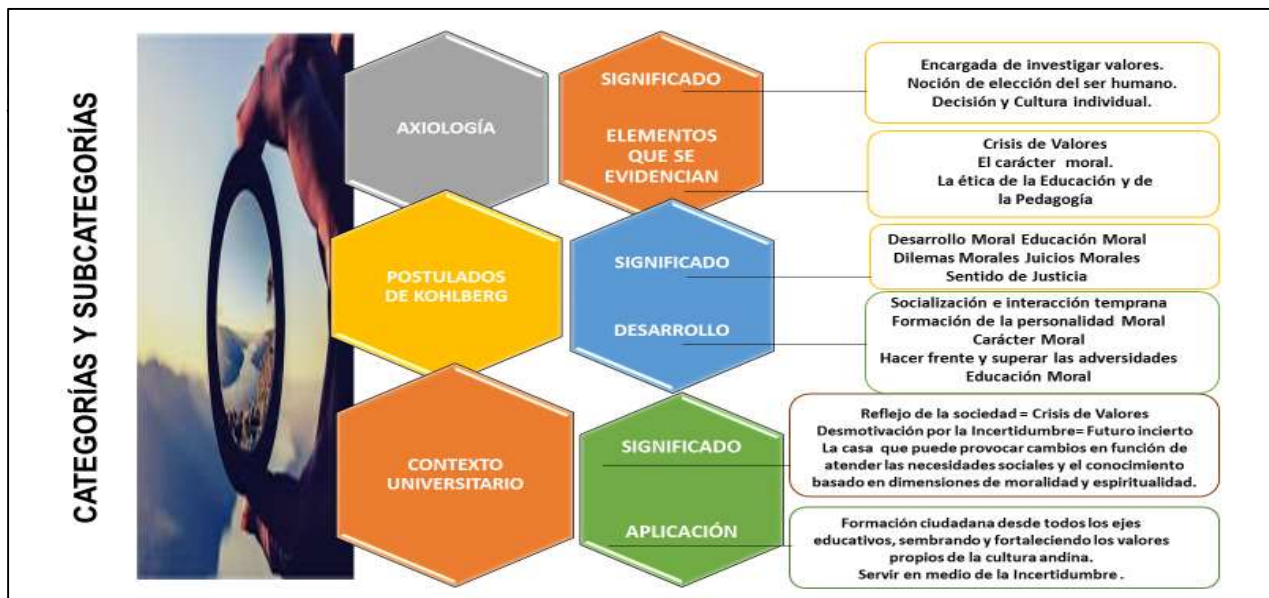 CATEGORÍAS Y SUBCATEGORÍAS
AXIOLOGÍA
SIGNIFICADO
ELEMENTOS
QUE SE
EVIDENCIAN
Encargada de investigar valores.
Noción de elección del ser humano.
Decisión y Cultura individual.
Crisis de Valores
El carácter moral.
La ética de la Educación y de
la Pedagogía
POSTULADOS
DE KOHLBERG
SIGNIFICADO
DESARROLLO
Desarrollo Moral Educación Moral
Dilemas Morales Juicios Morales
Sentido de Justicia
Socialización e interacción temprana
Formación de la personalidad Moral
Carácter Moral
Hacer frente y superar las adversidades
Educación Moral
CONTEXTO
UNIVERSITARIO
SIGNIFICADO
APLICACIÓN
Reflejo de la sociedad = Crisis de Valores
Desmotivación por la Incertidumbre= Futuro incierto
La casa que puede provocar cambios en función de
atender las necesidades sociales y el conocimiento
basado en dimensiones de moralidad y espiritualidad.
Formación ciudadana desde todos los ejes
educativos, sembrando y fortaleciendo los valores
propios de la cultura andina.
Servir en medio de la Incertidumbre.